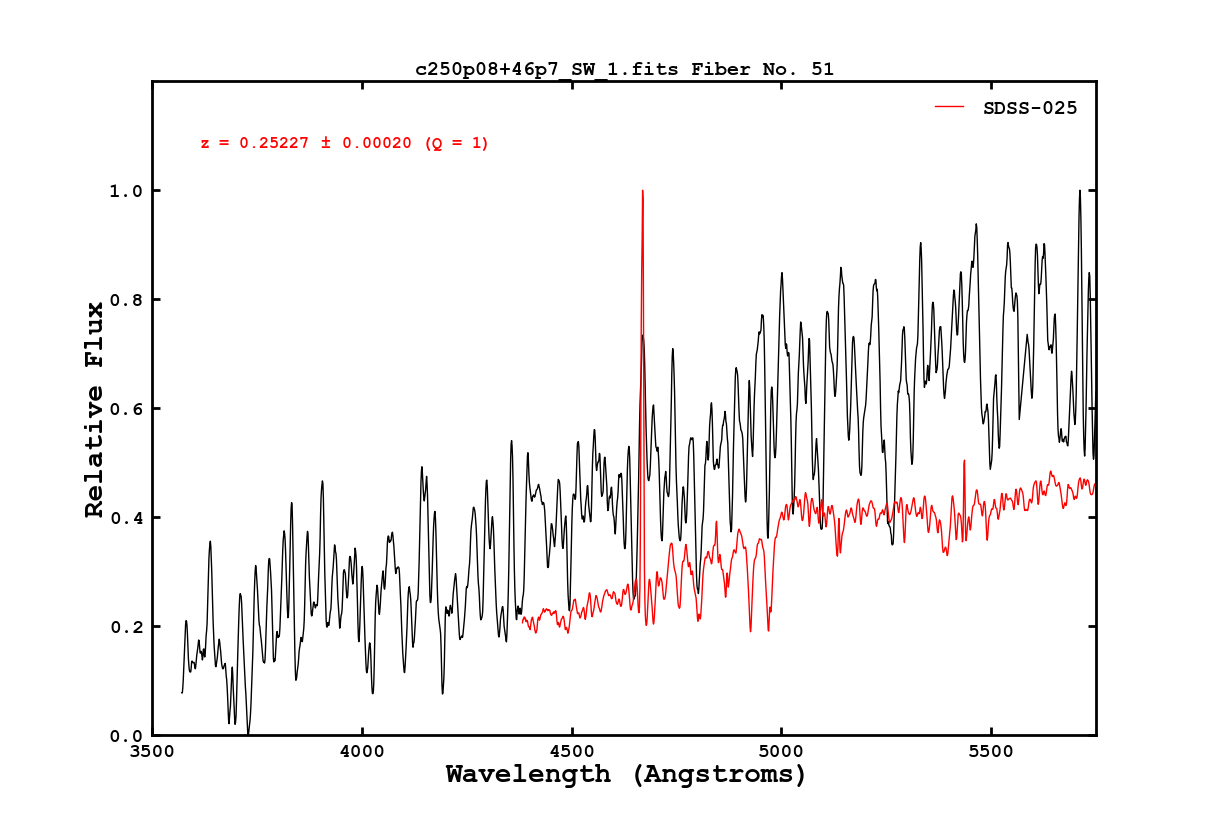 c250p08+46p7_SW_1.fits Fiber No. 51
SDSS-025
z = 0.25227 ± 0.00020 (Q = 1)
Relative Flux
1.0
0.8
0.6
0.4
0.2
0.0
3500 4000 4500 5000 5500
Wavelength (Angstroms)